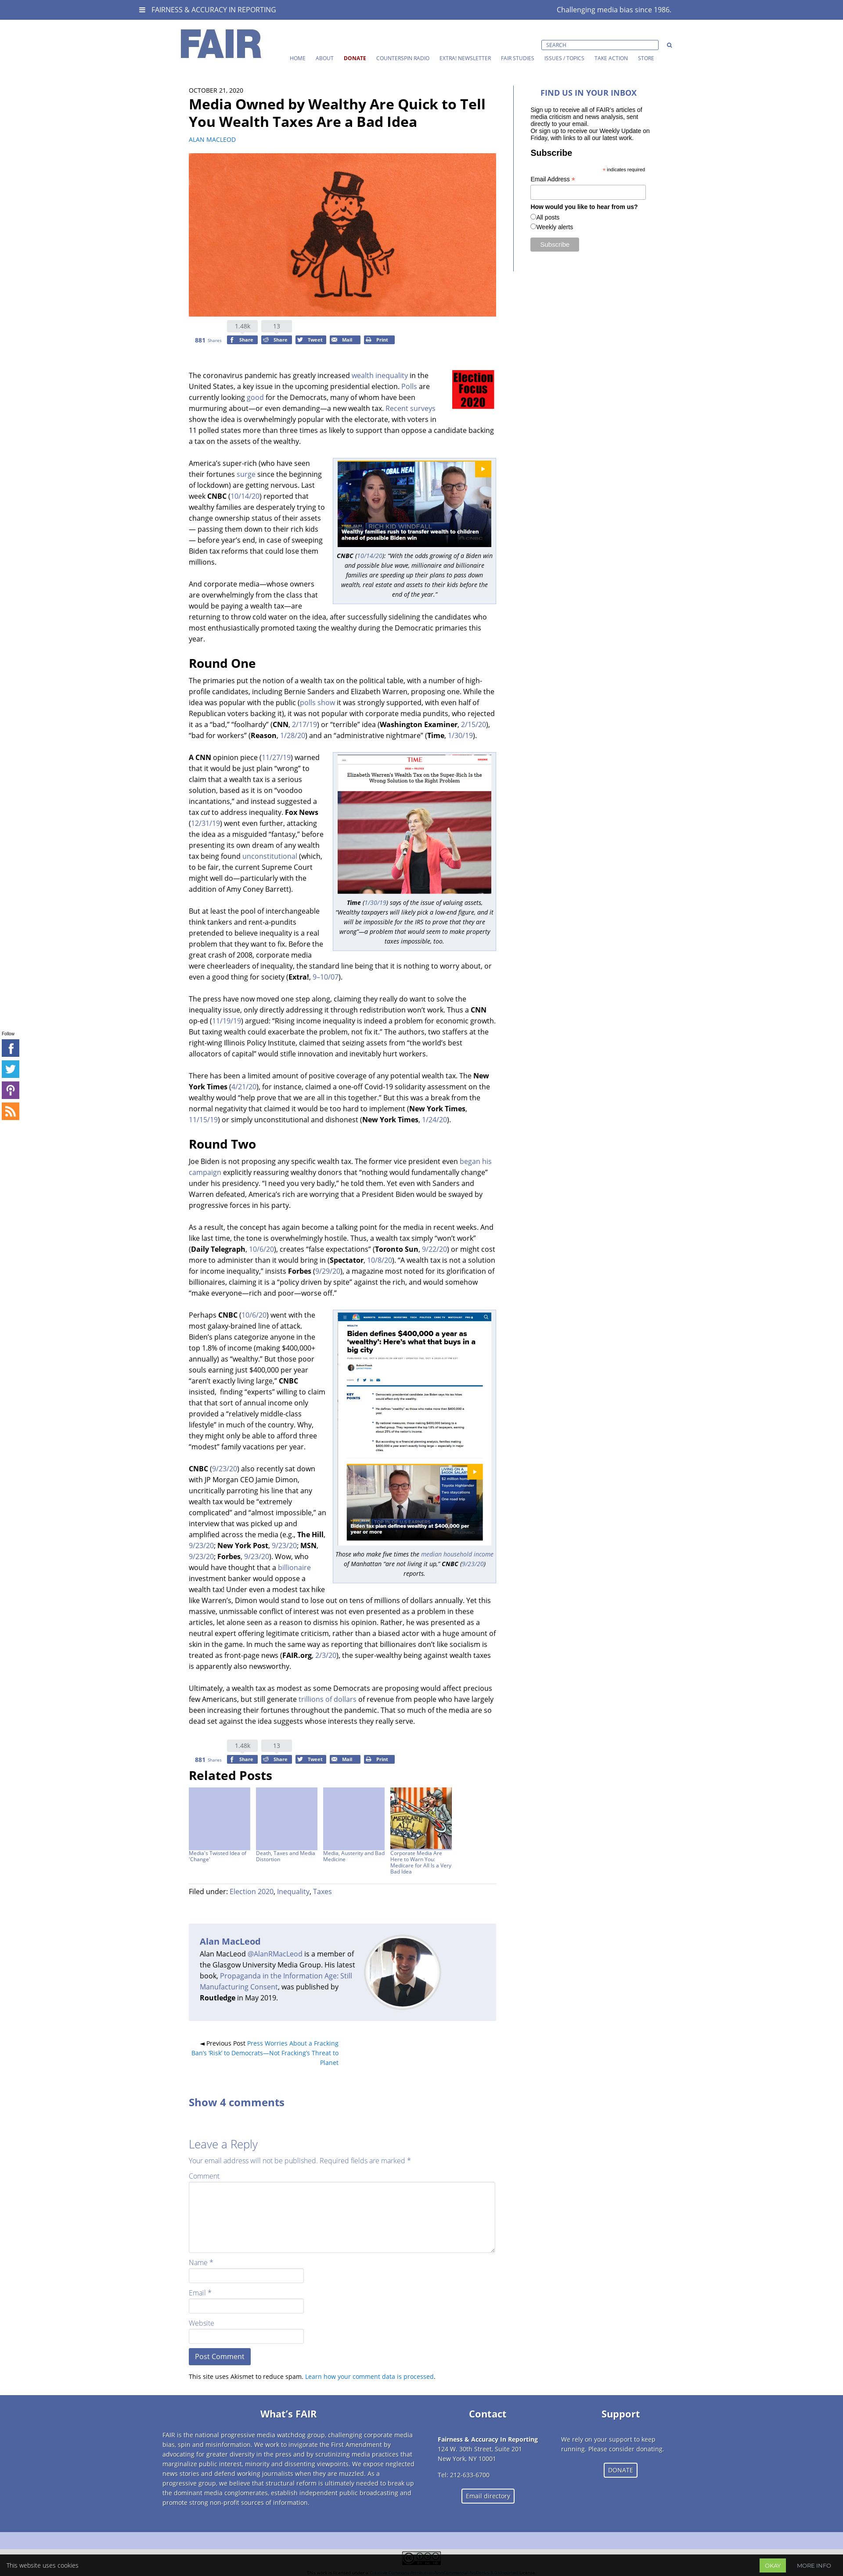 FAIRNESS & ACCURACY IN REPORTING
Challenging media bias since 1986.
FAIR
SEARCH
HOME
ABOUT
DONATE
COUNTERSPIN RADIO
EXTRA! NEWSLETTER
FAIR STUDIES
ISSUES / TOPICS
TAKE ACTION
STORE
OCTOBER 21, 2020
Media Owned by Wealthy Are Quick to Tell
You Wealth Taxes Are a Bad Idea
ALAN MACLEOD
FIND US IN YOUR INBOX
Sign up to receive all of FAIR's articles of
media criticism and news analysis, sent
directly to your email.
Or sign up to receive our Weekly Update on
Friday, with links to all our latest work.
Subscribe
* indicates required
Email Address *
How would you like to hear from us?
All posts
Weekly alerts
Subscribe
1.48k
13
881 Shares
Share
Share
Tweet
Mail
Print
The coronavirus pandemic has greatly increased wealth inequality in the
United States, a key issue in the upcoming presidential election. Polls are
currently looking good for the Democrats, many of whom have been
murmuring about—or even demanding—a new wealth tax. Recent surveys
show the idea is overwhelmingly popular with the electorate, with voters in
11 polled states more than three times as likely to support than oppose a candidate backing
a tax on the assets of the wealthy.
Election
Focus
2020
America's super-rich (who have seen
their fortunes surge since the beginning
of lockdown) are getting nervous. Last
week CNBC (10/14/20) reported that
wealthy families are desperately trying to
change ownership status of their assets
— passing them down to their rich kids
— before year's end, in case of sweeping
Biden tax reforms that could lose them
millions.
RICH KID WINDFALL
Wealthy families rush to transfer wealth to children
ahead of possible Biden win
CNBC (10/14/20): "With the odds growing of a Biden win
and possible blue wave, millionaire and billionaire
families are speeding up their plans to pass down
wealth, real estate and assets to their kids before the
end of the year."
And corporate media—whose owners
are overwhelmingly from the class that
would be paying a wealth tax—are
returning to throw cold water on the idea, after successfully sidelining the candidates who
most enthusiastically promoted taxing the wealthy during the Democratic primaries this
year.
Round One
The primaries put the notion of a wealth tax on the political table, with a number of high-
profile candidates, including Bernie Sanders and Elizabeth Warren, proposing one. While the
idea was popular with the public (polls show it was strongly supported, with even half of
Republican voters backing it), it was not popular with corporate media pundits, who rejected
it as a "bad," "foolhardy" (CNN, 2/17/19) or "terrible" idea (Washington Examiner, 2/15/20),
"bad for workers" (Reason, 1/28/20) and an "administrative nightmare" (Time, 1/30/19).
A CNN opinion piece (11/27/19) warned
that it would be just plain "wrong" to
claim that a wealth tax is a serious
solution, based as it is on "voodoo
incantations," and instead suggested a
tax cut to address inequality. Fox News
(12/31/19) went even further, attacking
the idea as a misguided "fantasy," before
presenting its own dream of any wealth
tax being found unconstitutional (which,
to be fair, the current Supreme Court
might well do—particularly with the
addition of Amy Coney Barrett).
TIME
Elizabeth Warren's Wealth Tax on the Super-Rich Is the
Wrong Solution to the Right Problem
Time (1/30/19) says of the issue of valuing assets,
"Wealthy taxpayers will likely pick a low-end figure, and it
will be impossible for the IRS to prove that they are
wrong"—a problem that would seem to make property
taxes impossible, too.
But at least the pool of interchangeable
think tankers and rent-a-pundits
pretended to believe inequality is a real
problem that they want to fix. Before the
great crash of 2008, corporate media
were cheerleaders of inequality, the standard line being that it is nothing to worry about, or
even a good thing for society (Extra!, 9–10/07).
The press have now moved one step along, claiming they really do want to solve the
inequality issue, only directly addressing it through redistribution won't work. Thus a CNN
op-ed (11/19/19) argued: "Rising income inequality is indeed a problem for economic growth.
But taxing wealth could exacerbate the problem, not fix it." The authors, two staffers at the
right-wing Illinois Policy Institute, claimed that seizing assets from "the world's best
allocators of capital" would stifle innovation and inevitably hurt workers.
Follow
There has been a limited amount of positive coverage of any potential wealth tax. The New
York Times (4/21/20), for instance, claimed a one-off Covid-19 solidarity assessment on the
wealthy would "help prove that we are all in this together." But this was a break from the
normal negativity that claimed it would be too hard to implement (New York Times,
11/15/19) or simply unconstitutional and dishonest (New York Times, 1/24/20).
Round Two
Joe Biden is not proposing any specific wealth tax. The former vice president even began his
campaign explicitly reassuring wealthy donors that "nothing would fundamentally change"
under his presidency. "I need you very badly," he told them. Yet even with Sanders and
Warren defeated, America's rich are worrying that a President Biden would be swayed by
progressive forces in his party.
As a result, the concept has again become a talking point for the media in recent weeks. And
like last time, the tone is overwhelmingly hostile. Thus, a wealth tax simply "won't work"
(Daily Telegraph, 10/6/20), creates "false expectations" (Toronto Sun, 9/22/20) or might cost
more to administer than it would bring in (Spectator, 10/8/20). "A wealth tax is not a solution
for income inequality," insists Forbes (9/29/20), a magazine most noted for its glorification of
billionaires, claiming it is a "policy driven by spite" against the rich, and would somehow
"make everyone—rich and poor—worse off."
Perhaps CNBC (10/6/20) went with the
most galaxy-brained line of attack.
Biden's plans categorize anyone in the
top 1.8% of income (making $400,000+
annually) as "wealthy." But those poor
souls earning just $400,000 per year
"aren't exactly living large," CNBC
insisted, finding "experts" willing to claim
that that sort of annual income only
provided a "relatively middle-class
lifestyle" in much of the country. Why,
they might only be able to afford three
"modest" family vacations per year.
Biden defines $400,000 a year as
'wealthy': Here's what that buys in a
big city
KEY
POINTS
Biden tax plan defines wealthy at $400,000 per
year or more
Those who make five times the median household income
of Manhattan "are not living it up," CNBC (9/23/20)
reports.
CNBC (9/23/20) also recently sat down
with JP Morgan CEO Jamie Dimon,
uncritically parroting his line that any
wealth tax would be "extremely
complicated" and "almost impossible," an
interview that was picked up and
amplified across the media (e.g., The Hill,
9/23/20; New York Post, 9/23/20; MSN,
9/23/20; Forbes, 9/23/20). Wow, who
would have thought that a billionaire
investment banker would oppose a
wealth tax! Under even a modest tax hike
like Warren's, Dimon would stand to lose out on tens of millions of dollars annually. Yet this
massive, unmissable conflict of interest was not even presented as a problem in these
articles, let alone seen as a reason to dismiss his opinion. Rather, he was presented as a
neutral expert offering legitimate criticism, rather than a biased actor with a huge amount of
skin in the game. In much the same way as reporting that billionaires don't like socialism is
treated as front-page news (FAIR.org, 2/3/20), the super-wealthy being against wealth taxes
is apparently also newsworthy.
Ultimately, a wealth tax as modest as some Democrats are proposing would affect precious
few Americans, but still generate trillions of dollars of revenue from people who have largely
been increasing their fortunes throughout the pandemic. That so much of the media are so
dead set against the idea suggests whose interests they really serve.
1.48k
13
881 Shares
Share
Share
Tweet
Mail
Print
Related Posts
Media's Twisted Idea of
'Change'
Death, Taxes and Media
Distortion
Media, Austerity and Bad
Medicine
Corporate Media Are
Here to Warn You:
Medicare for All Is a Very
Bad Idea
Filed under: Election 2020, Inequality, Taxes
Alan MacLeod
Alan MacLeod @AlanRMacLeod is a member of
the Glasgow University Media Group. His latest
book, Propaganda in the Information Age: Still
Manufacturing Consent, was published by
Routledge in May 2019.
Previous Post Press Worries About a Fracking
Ban's 'Risk' to Democrats—Not Fracking's Threat to
Planet
Show 4 comments
Leave a Reply
Your email address will not be published. Required fields are marked *
Comment
Name *
Email *
Website
Post Comment
This site uses Akismet to reduce spam. Learn how your comment data is processed.
What's FAIR
FAIR is the national progressive media watchdog group, challenging corporate media
bias, spin and misinformation. We work to invigorate the First Amendment by
advocating for greater diversity in the press and by scrutinizing media practices that
marginalize public interest, minority and dissenting viewpoints. We expose neglected
news stories and defend working journalists when they are muzzled. As a
progressive group, we believe that structural reform is ultimately needed to break up
the dominant media conglomerates, establish independent public broadcasting and
promote strong non-profit sources of information.
Contact
Fairness & Accuracy In Reporting
124 W. 30th Street, Suite 201
New York, NY 10001
Tel: 212-633-6700
Email directory
Support
We rely on your support to keep
running. Please consider donating.
DONATE
This website uses cookies
OKAY
MORE INFO